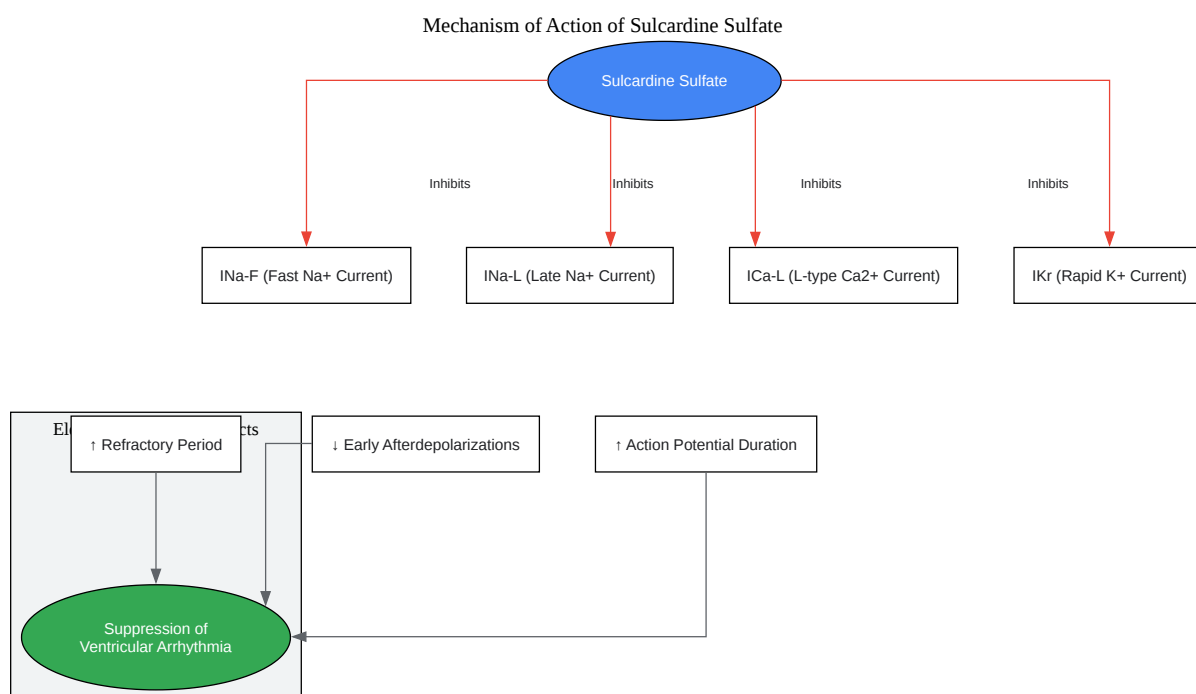 Mechanism of Action of Sulcardine Sulfate
Sulcardine Sulfate
Inhibits
Inhibits
Inhibits
Inhibits
INa-F (Fast Na+ Current)
INa-L (Late Na+ Current)
ICa-L (L-type Ca2+ Current)
IKr (Rapid K+ Current)
↑ Refractory Period
↓ Early Afterdepolarizations
↑ Action Potential Duration
Suppression of
Ventricular Arrhythmia